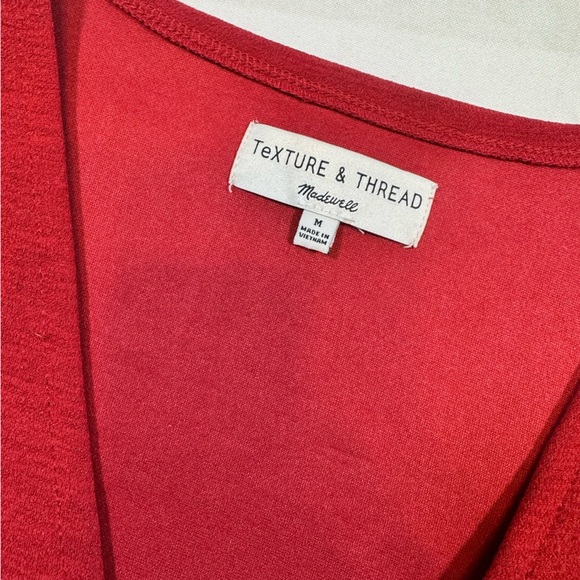 TeXTURE & THREAD
Madewell
M
MADE IN
VIETNAM